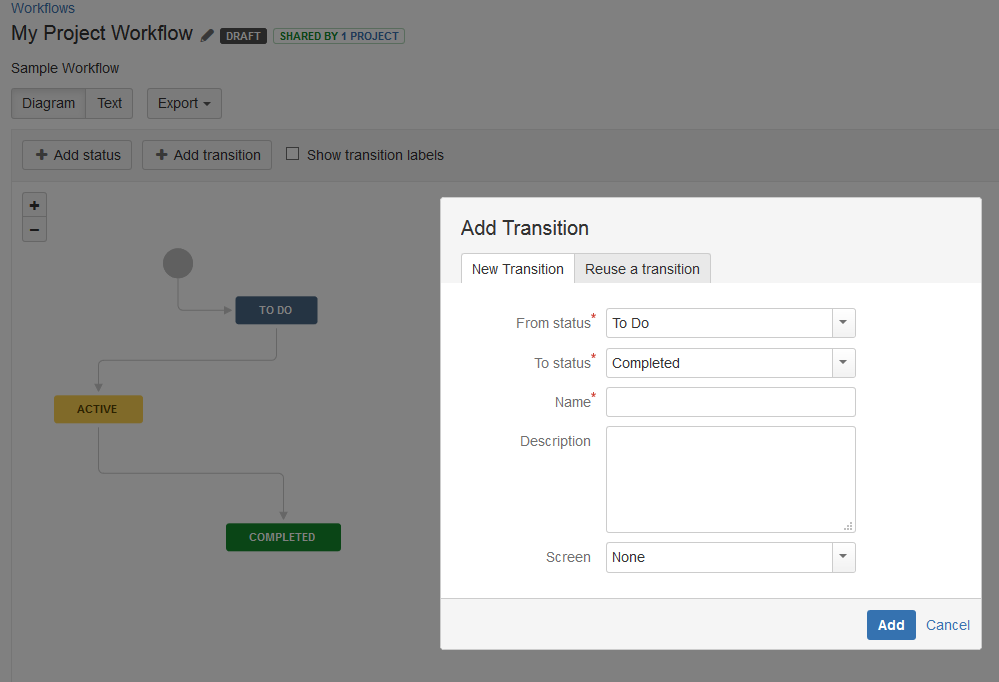 Workflows
My Project Workflow DRAFT SHARED BY 1 PROJECT
Sample Workflow
Diagram Text Export
+ Add status + Add transition Show transition labels
+
−
TO DO
ACTIVE
COMPLETED
Add Transition
New Transition Reuse a transition
From status* To Do
To status* Completed
Name*
Description
Screen None
Add Cancel